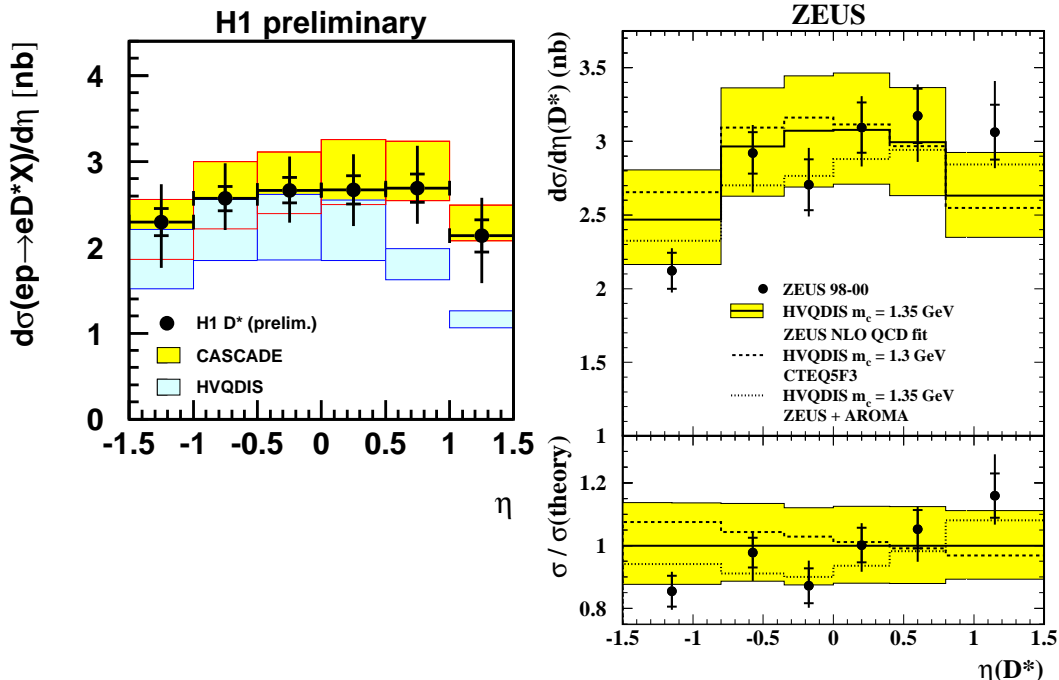 H1 preliminary
dσ(ep→eD*X)/dη [nb]
4
3
2
1
0
H1 D* (prelim.)
CASCADE
HVQDIS
-1.5 -1 -0.5 0 0.5 1 1.5
η
ZEUS
dσ/dη(D*) (nb)
3.5
3
2.5
2
1.5
1
ZEUS 98-00
HVQDIS m_c = 1.35 GeV
ZEUS NLO QCD fit
HVQDIS m_c = 1.3 GeV
CTEQ5F3
HVQDIS m_c = 1.35 GeV
ZEUS + AROMA
σ / σ(theory)
1.2
1
0.8
-1.5 -1 -0.5 0 0.5 1 1.5
η(D*)